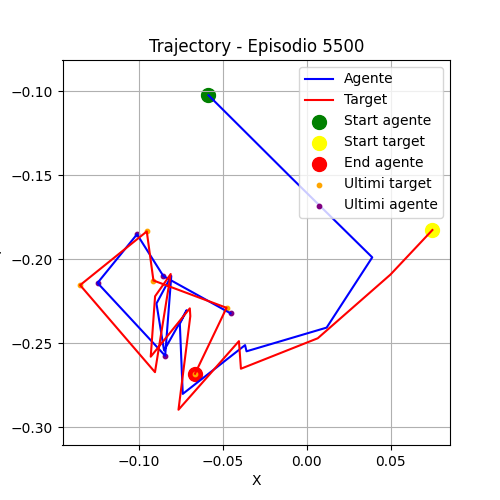 Trajectory - Episodio 5500
Agente
Target
Start agente
Start target
End agente
Ultimi target
Ultimi agente
−0.10
−0.15
−0.20
−0.25
−0.30
−0.10
−0.05
0.00
0.05
X